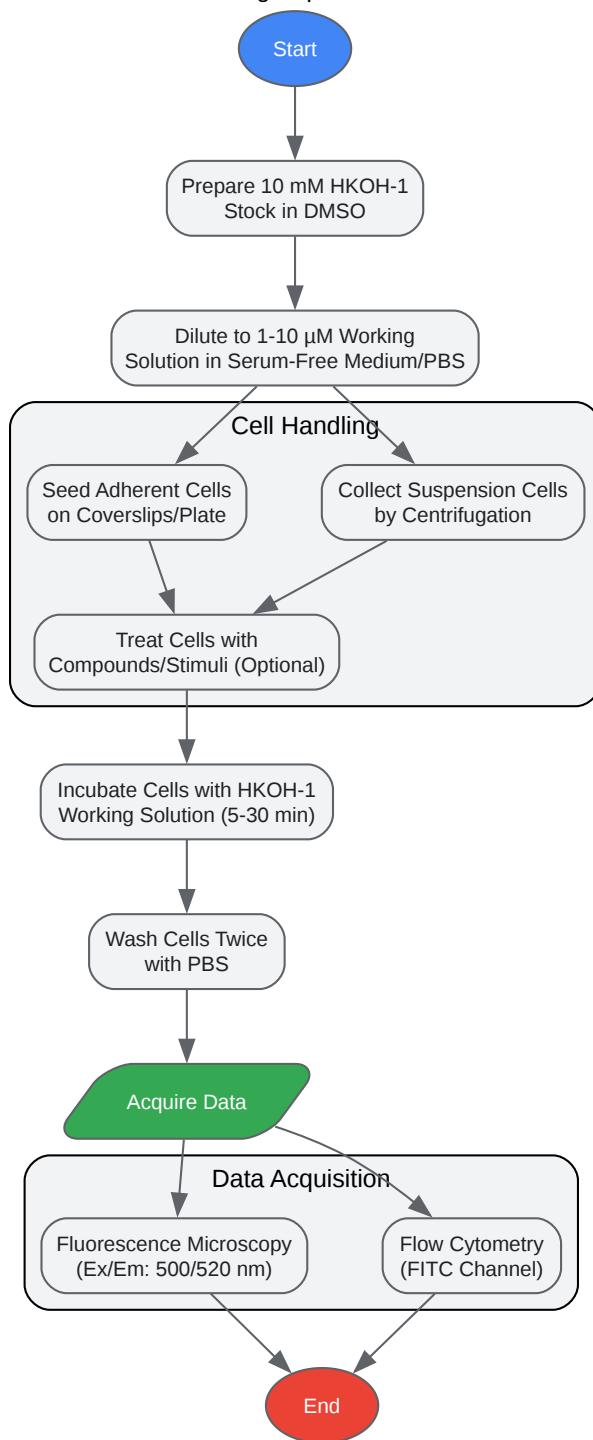 Start
Prepare 10 mM HKOH-1
Stock in DMSO
Dilute to 1-10 µM Working
Solution in Serum-Free Medium/PBS
Cell Handling
Seed Adherent Cells
on Coverslips/Plate
Collect Suspension Cells
by Centrifugation
Treat Cells with
Compounds/Stimuli (Optional)
Incubate Cells with HKOH-1
Working Solution (5-30 min)
Wash Cells Twice
with PBS
Acquire Data
Data Acquisition
Fluorescence Microscopy
(Ex/Em: 500/520 nm)
Flow Cytometry
(FITC Channel)
End